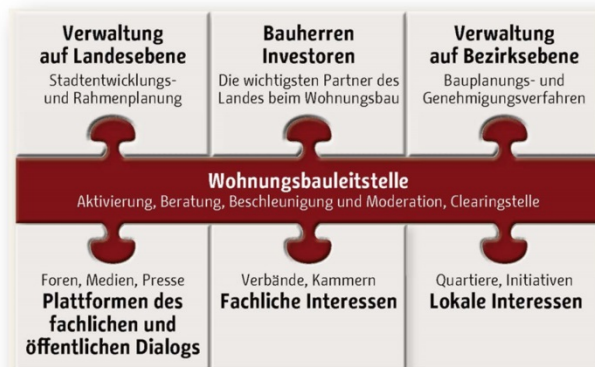 Verwaltung
auf Landesebene
Stadtentwicklungs-
und Rahmenplanung
Bauherren
Investoren
Die wichtigsten Partner des
Landes beim Wohnungsbau
Verwaltung
auf Bezirksebene
Bauplanungs- und
Genehmigungsverfahren
Wohnungsbauleitstelle
Aktivierung, Beratung, Beschleunigung und Moderation, Clearingstelle
Foren, Medien, Presse
Plattformen des
fachlichen und
öffentlichen Dialogs
Verbände, Kammern
Fachliche Interessen
Quartiere, Initiativen
Lokale Interessen